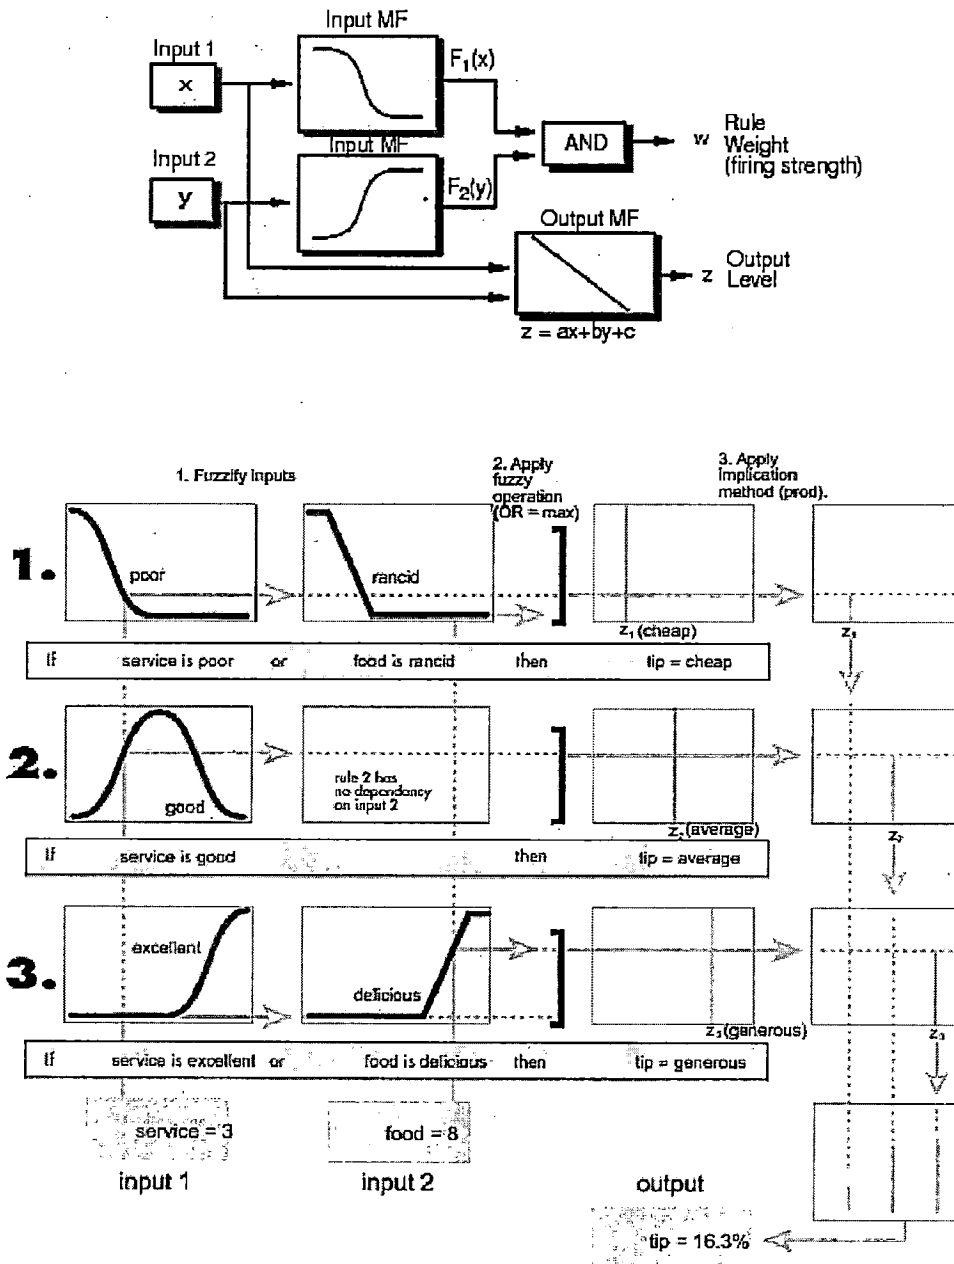 Input MF
Input 1
x
F₁(x)
Input MF
Input 2
y
F₂(y)
AND
w
Rule
Weight
(firing strength)
Output MF
z
Output
Level
z = ax+by+c
1. Fuzzify Inputs
2. Apply
fuzzy
operation
(OR = max)
3. Apply
implication
method (prod).
1.
poor
rancid
z₁ (cheap)
z₁
If service is poor or food is rancid then tip = cheap
2.
good
rule 2 has
no dependency
on input 2
z₂ (average)
z₂
If service is good then tip = average
3.
excellent
delicious
z₃ (generous)
z₃
If service is excellent or food is delicious then tip = generous
service = 3
food = 8
input 1
input 2
output
tip = 16.3%